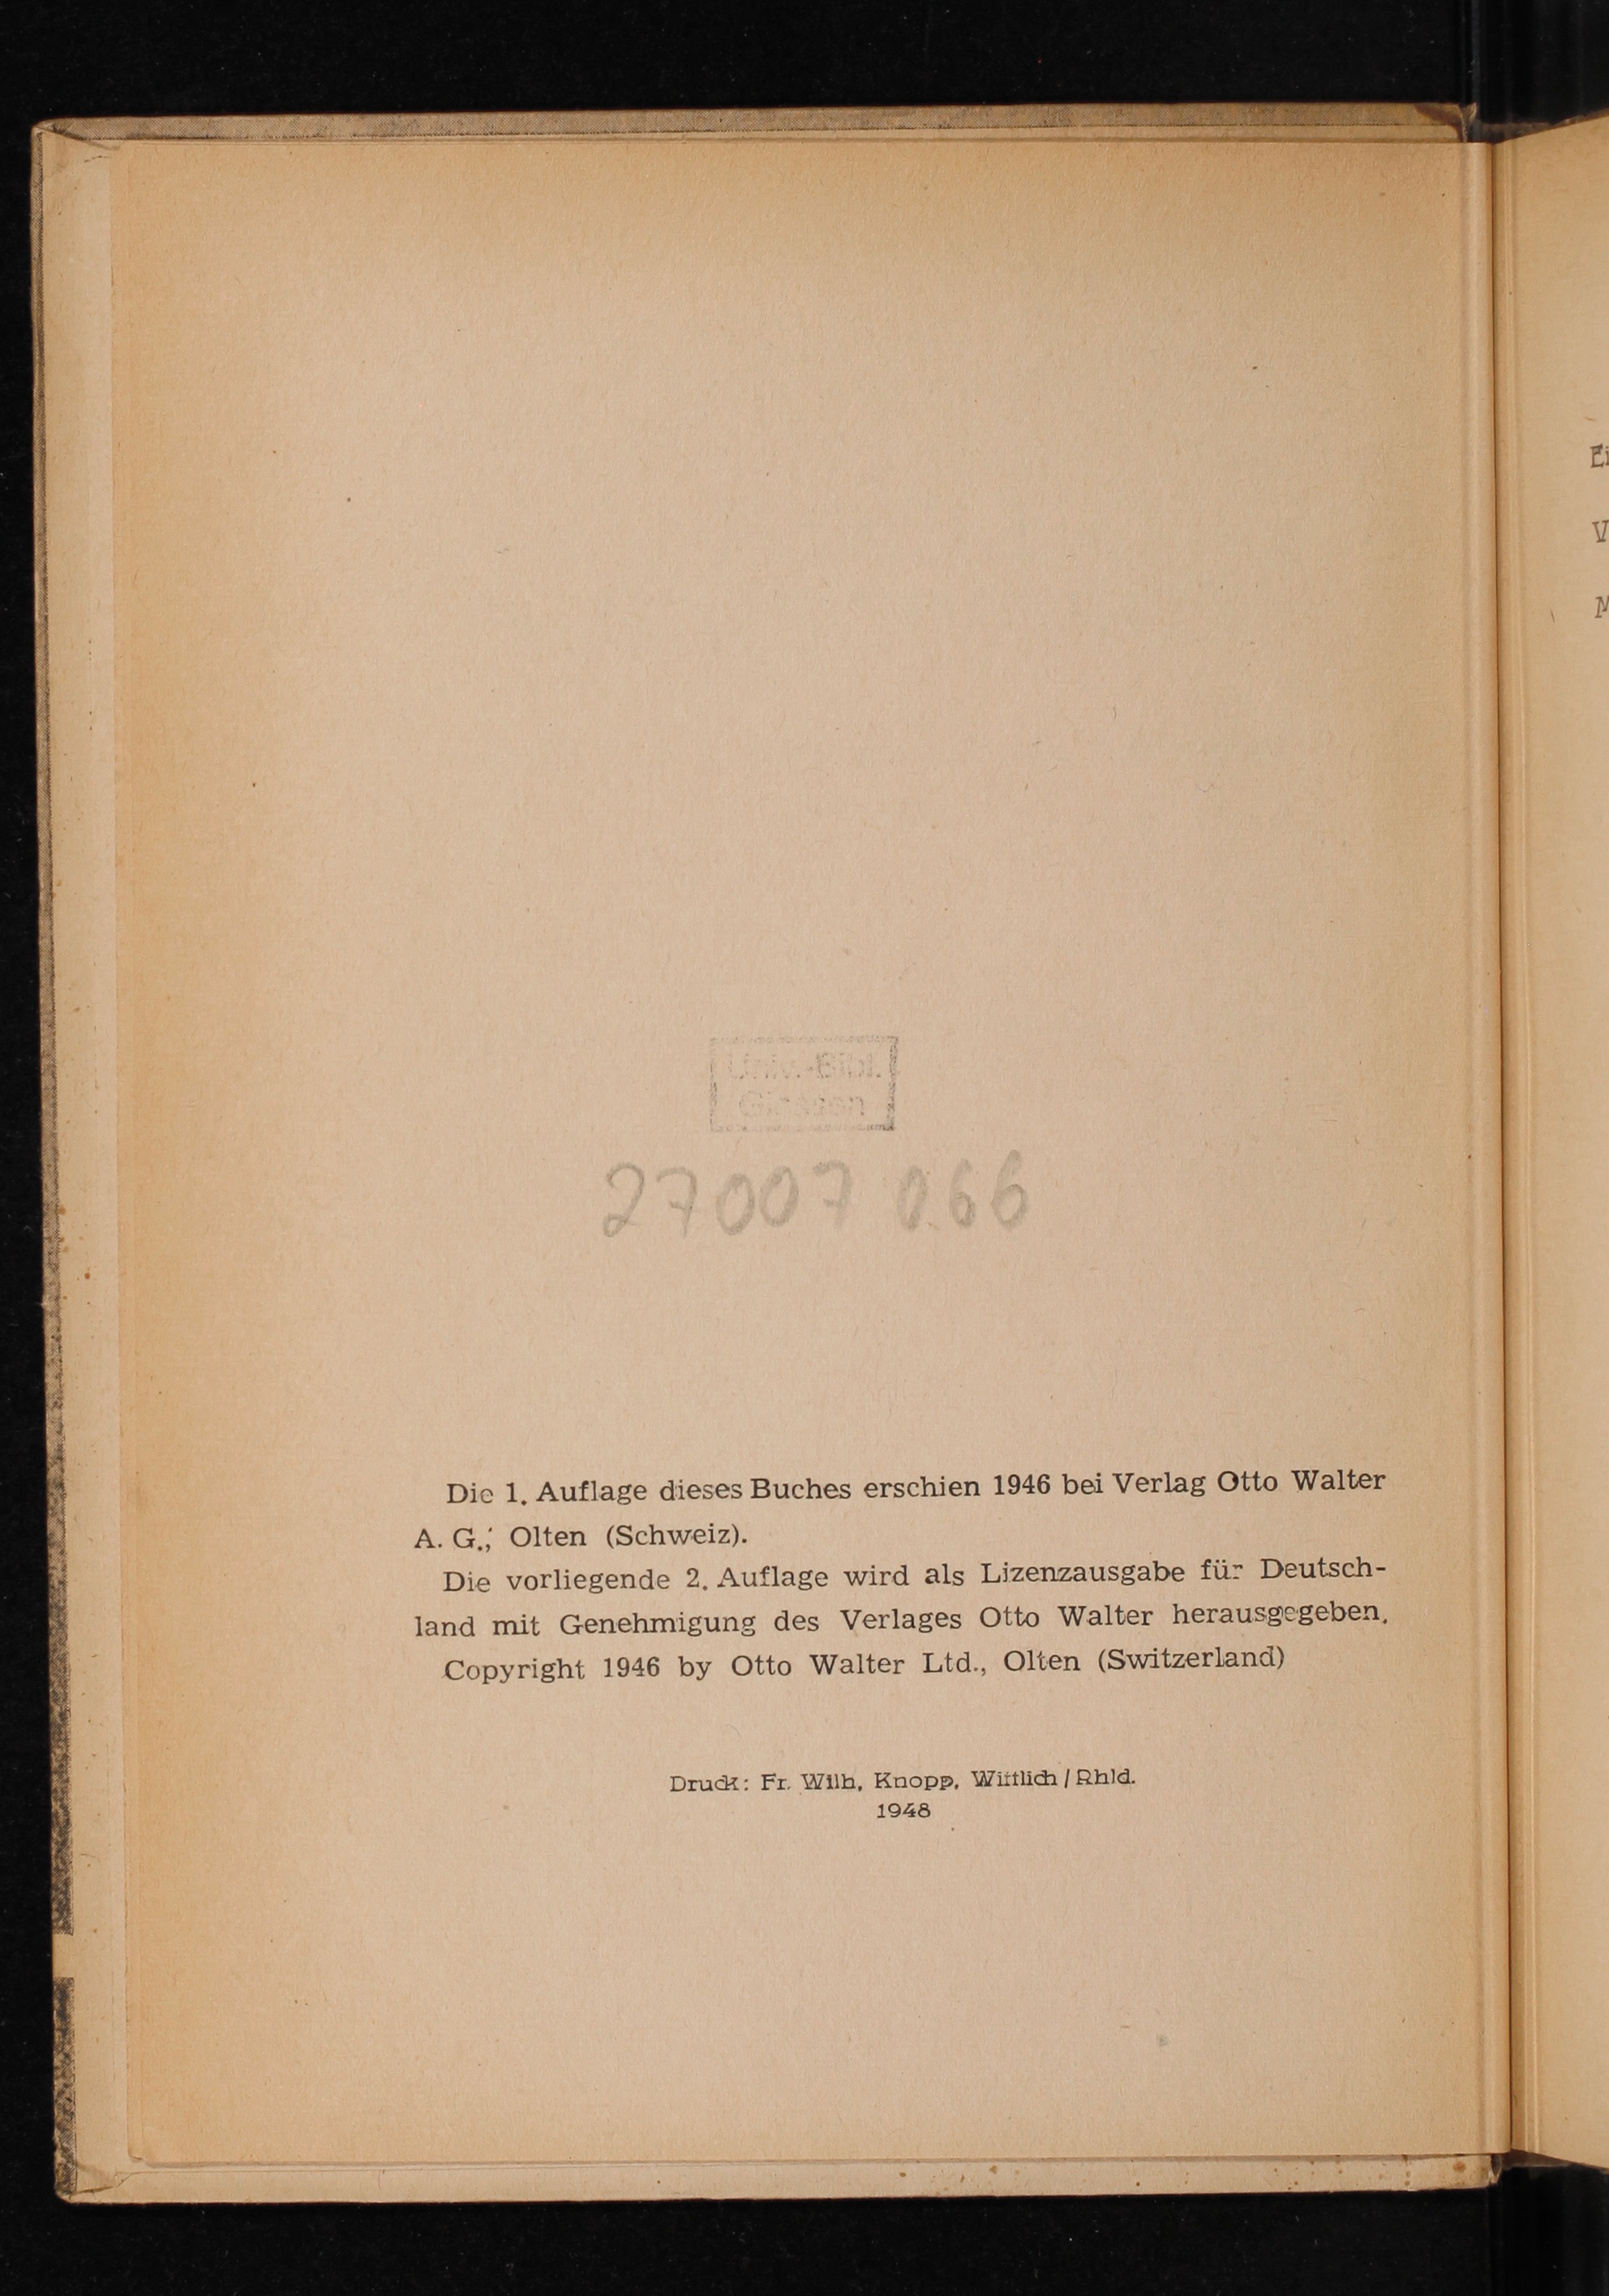 Univ.-Bibl.
Giessen
27007 066
Die 1. Auflage dieses Buches erschien 1946 bei Verlag Otto Walter
A. G., Olten (Schweiz).
Die vorliegende 2. Auflage wird als Lizenzausgabe für Deutsch-
land mit Genehmigung des Verlages Otto Walter herausgegeben.
Copyright 1946 by Otto Walter Ltd., Olten (Switzerland)
Druck: Fr. Wilh. Knopp, Wittlich / Rhld.
1948